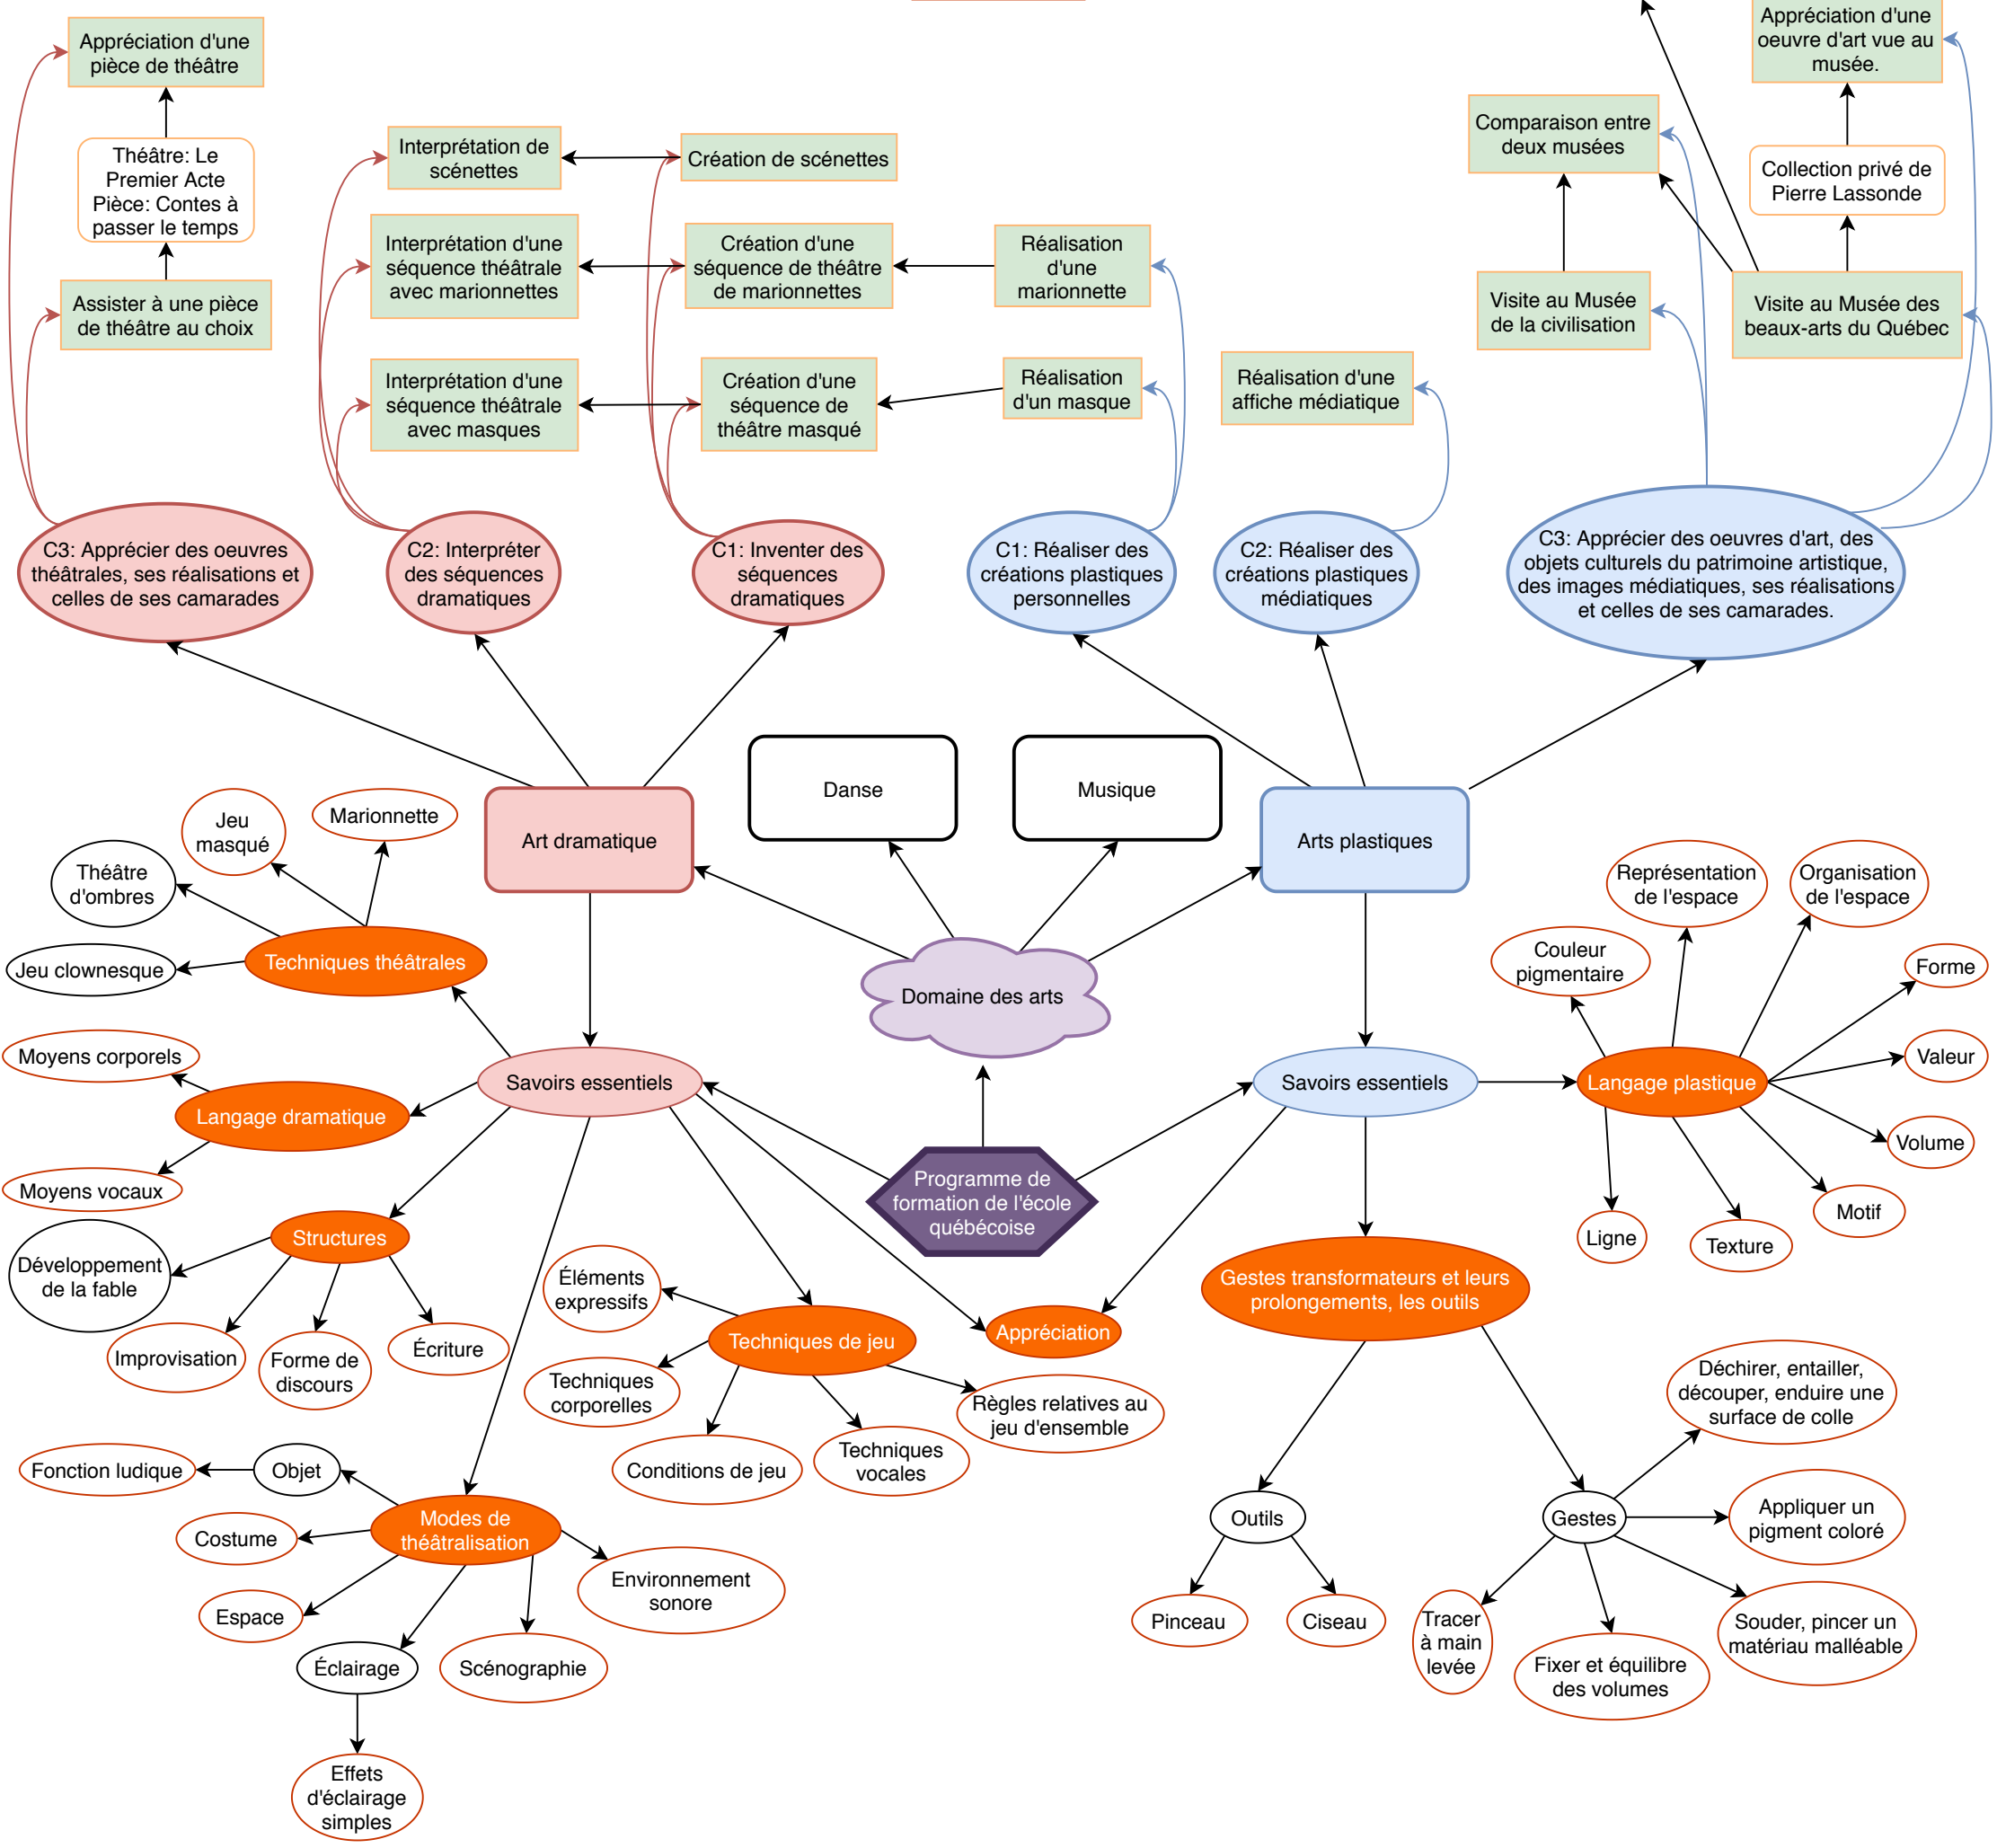 Appréciation d'une
pièce de théâtre
Appréciation d'une
oeuvre d'art vue au
musée.
Théâtre: Le
Premier Acte
Pièce: Contes à
passer le temps
Interprétation de
scénettes
Création de scénettes
Comparaison entre
deux musées
Collection privé de
Pierre Lassonde
Assister à une pièce
de théâtre au choix
Interprétation d'une
séquence théâtrale
avec marionnettes
Création d'une
séquence de théâtre
de marionnettes
Réalisation
d'une
marionnette
Visite au Musée
de la civilisation
Visite au Musée des
beaux-arts du Québec
Interprétation d'une
séquence théâtrale
avec masques
Création d'une
séquence de
théâtre masqué
Réalisation
d'un masque
Réalisation d'une
affiche médiatique
C3: Apprécier des oeuvres
théâtrales, ses réalisations et
celles de ses camarades
C2: Interpréter
des séquences
dramatiques
C1: Inventer des
séquences
dramatiques
C1: Réaliser des
créations plastiques
personnelles
C2: Réaliser des
créations plastiques
médiatiques
C3: Apprécier des oeuvres d'art, des
objets culturels du patrimoine artistique,
des images médiatiques, ses réalisations
et celles de ses camarades.
Danse
Musique
Art dramatique
Arts plastiques
Jeu
masqué
Marionnette
Théâtre
d'ombres
Jeu clownesque
Techniques théâtrales
Domaine des arts
Représentation
de l'espace
Organisation
de l'espace
Couleur
pigmentaire
Forme
Valeur
Volume
Motif
Texture
Ligne
Langage plastique
Moyens corporels
Langage dramatique
Moyens vocaux
Savoirs essentiels
Savoirs essentiels
Programme de
formation de l'école
québécoise
Structures
Développement
de la fable
Improvisation
Forme de
discours
Écriture
Éléments
expressifs
Techniques de jeu
Techniques
corporelles
Conditions de jeu
Techniques
vocales
Règles relatives au
jeu d'ensemble
Appréciation
Gestes transformateurs et leurs
prolongements, les outils
Déchirer, entailler,
découper, enduire une
surface de colle
Fonction ludique
Objet
Modes de
théâtralisation
Costume
Espace
Éclairage
Scénographie
Environnement
sonore
Effets
d'éclairage
simples
Outils
Pinceau
Ciseau
Gestes
Appliquer un
pigment coloré
Souder, pincer un
matériau malléable
Tracer
à main
levée
Fixer et équilibre
des volumes